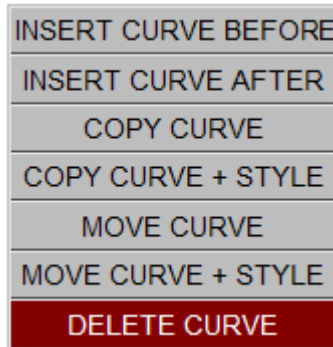 INSERT CURVE BEFORE
INSERT CURVE AFTER
COPY CURVE
COPY CURVE + STYLE
MOVE CURVE
MOVE CURVE + STYLE
DELETE CURVE